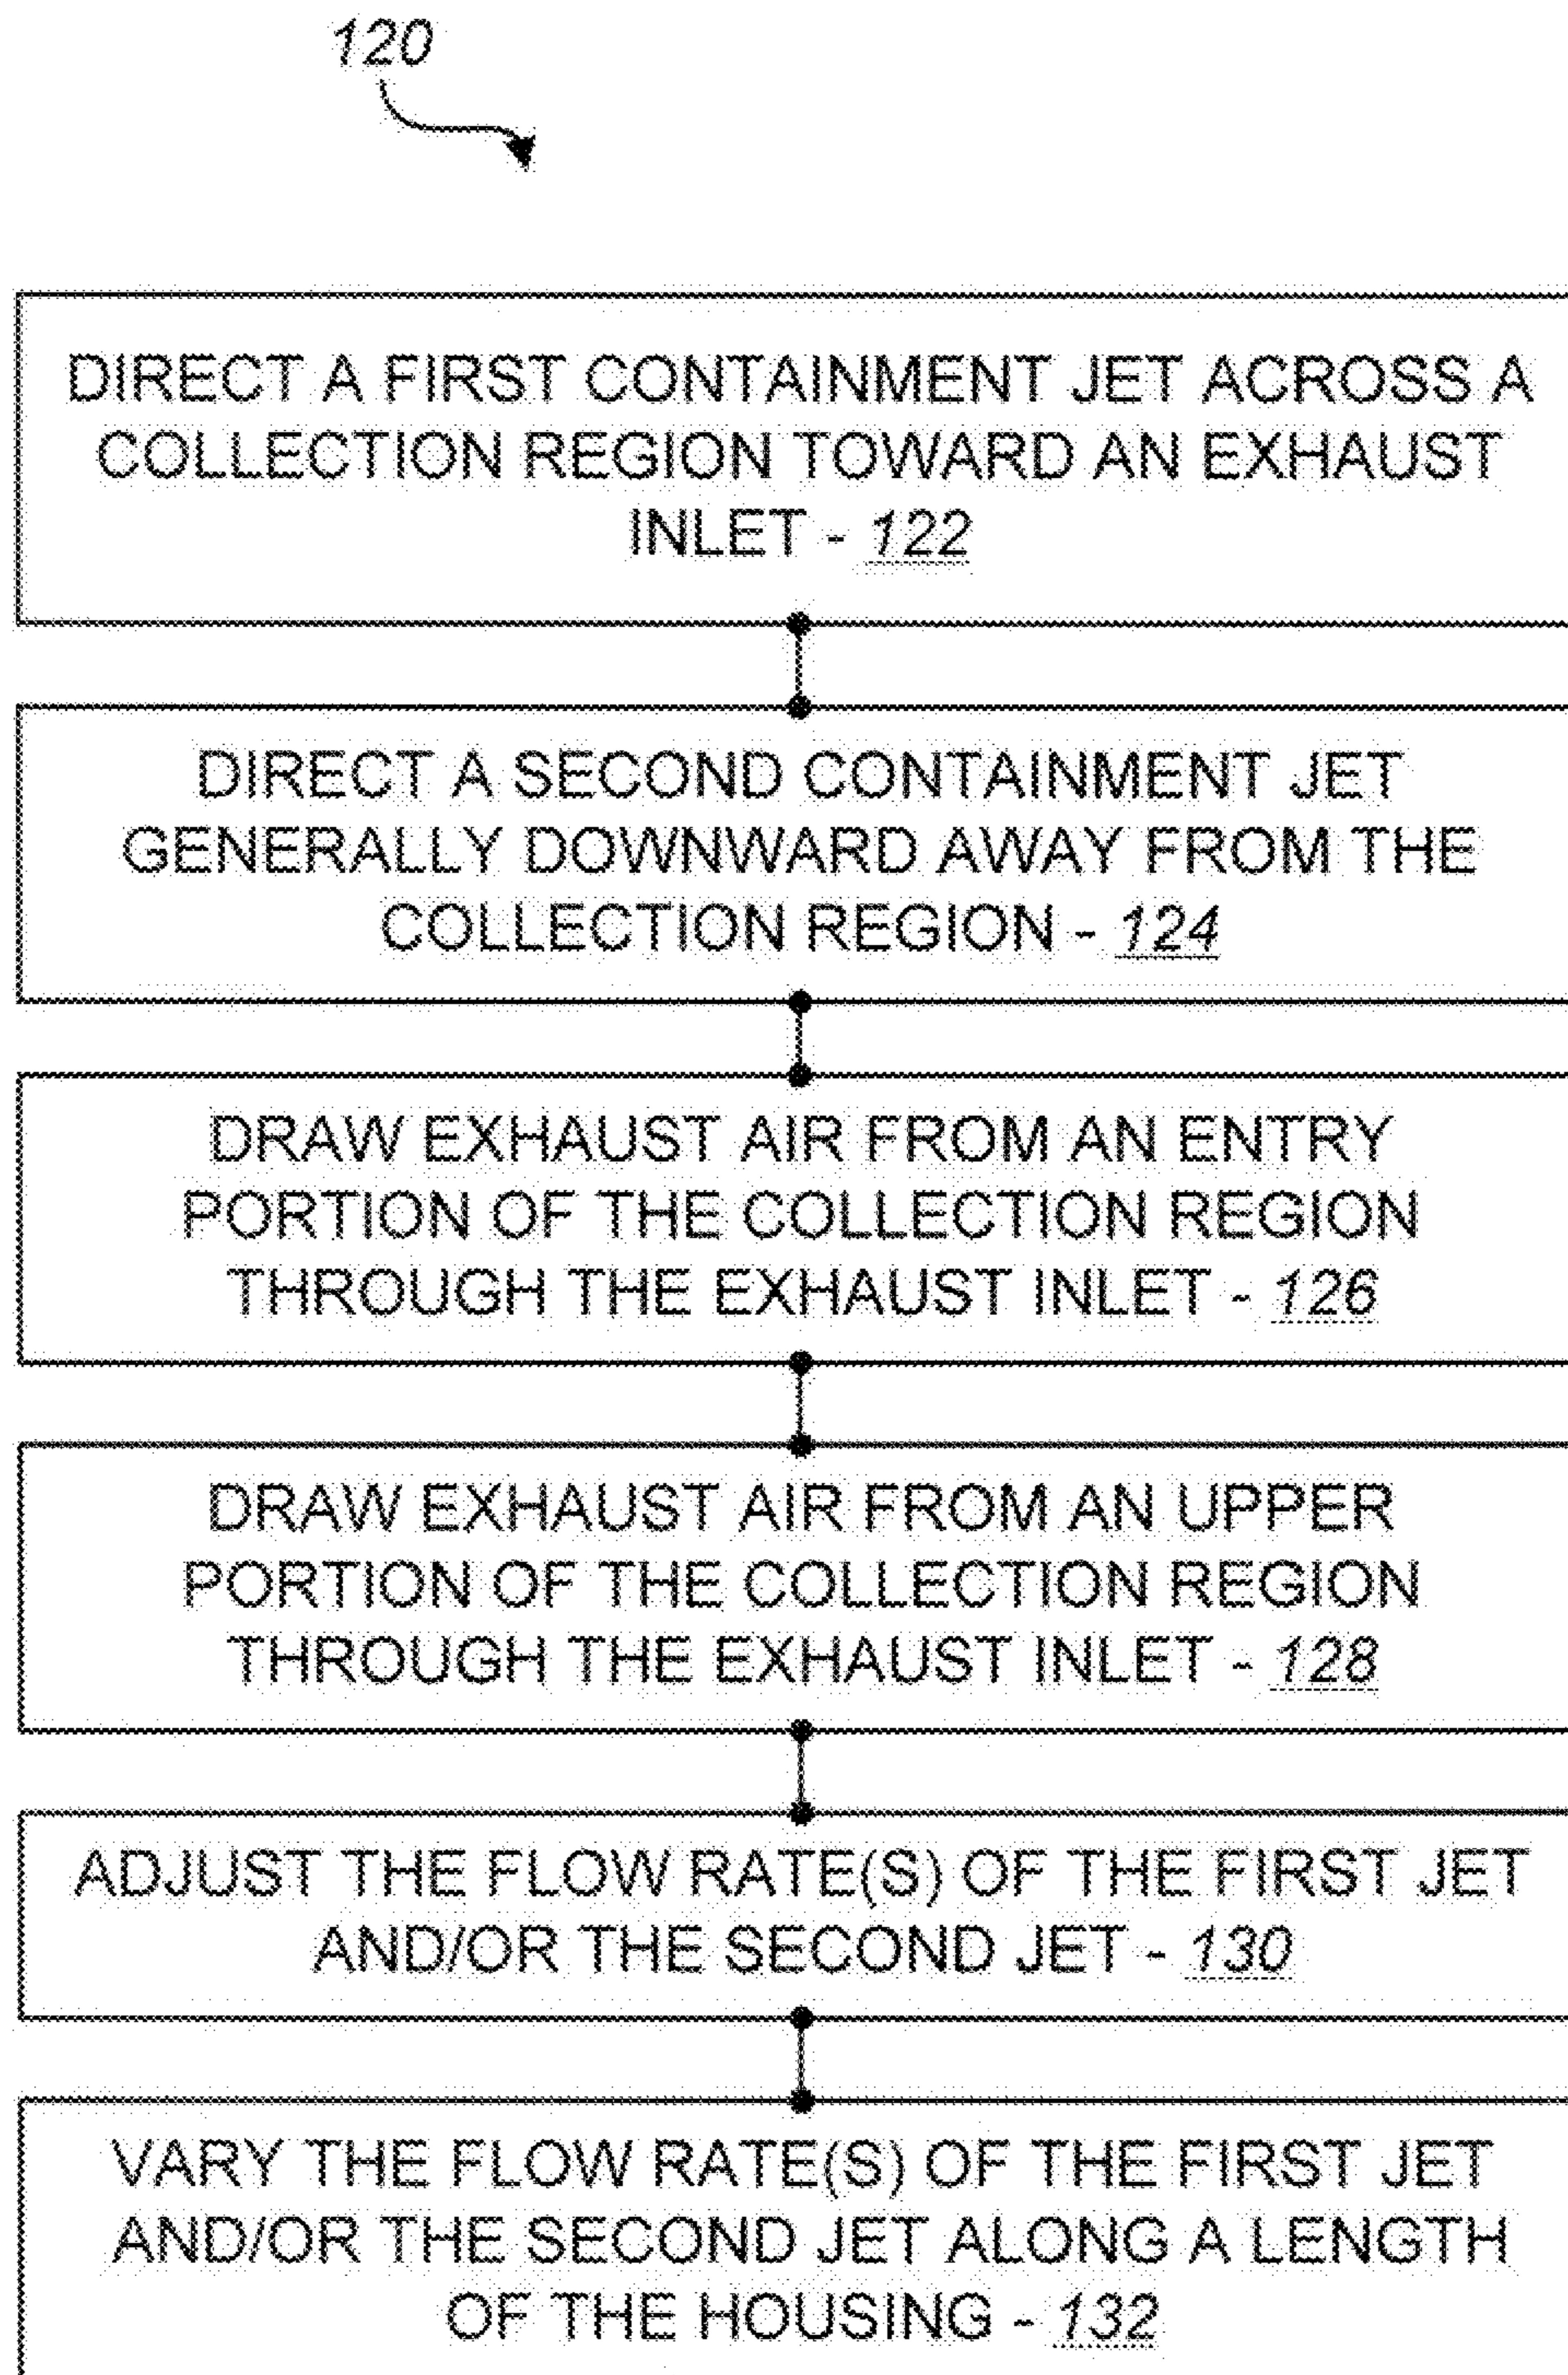 120
DIRECT A FIRST CONTAINMENT JET ACROSS A
COLLECTION REGION TOWARD AN EXHAUST
INLET - 122
DIRECT A SECOND CONTAINMENT JET
GENERALLY DOWNWARD AWAY FROM THE
COLLECTION REGION - 124
DRAW EXHAUST AIR FROM AN ENTRY
PORTION OF THE COLLECTION REGION
THROUGH THE EXHAUST INLET - 126
DRAW EXHAUST AIR FROM AN UPPER
PORTION OF THE COLLECTION REGION
THROUGH THE EXHAUST INLET - 128
ADJUST THE FLOW RATE(S) OF THE FIRST JET
AND/OR THE SECOND JET - 130
VARY THE FLOW RATE(S) OF THE FIRST JET
AND/OR THE SECOND JET ALONG A LENGTH
OF THE HOUSING - 132